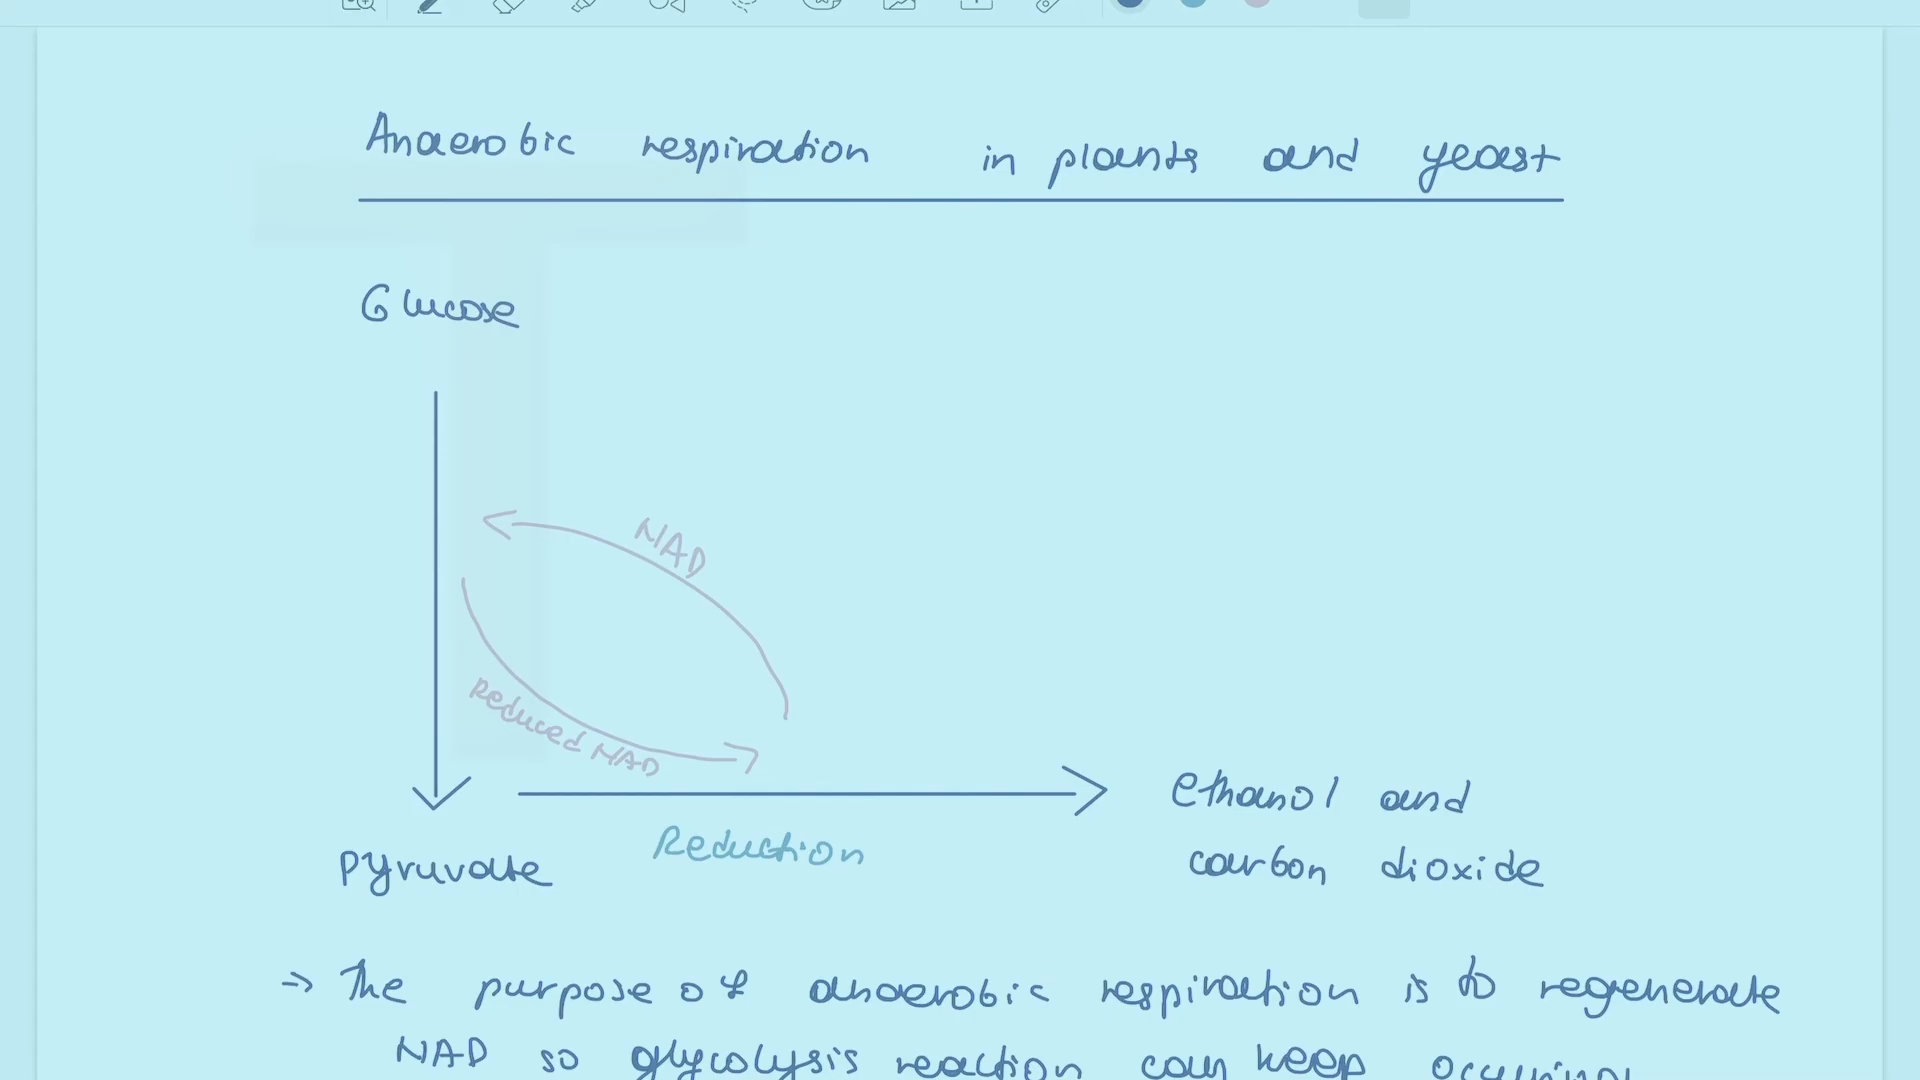 Anaerobic respiration in plants and yeast
Glucose
NAD
Reduced NAD
ethanol and
Reduction
carbon dioxide
Pyruvate
→ The purpose of anaerobic respiration is to regenerate
NAD so glycolysis reaction can keep occurring